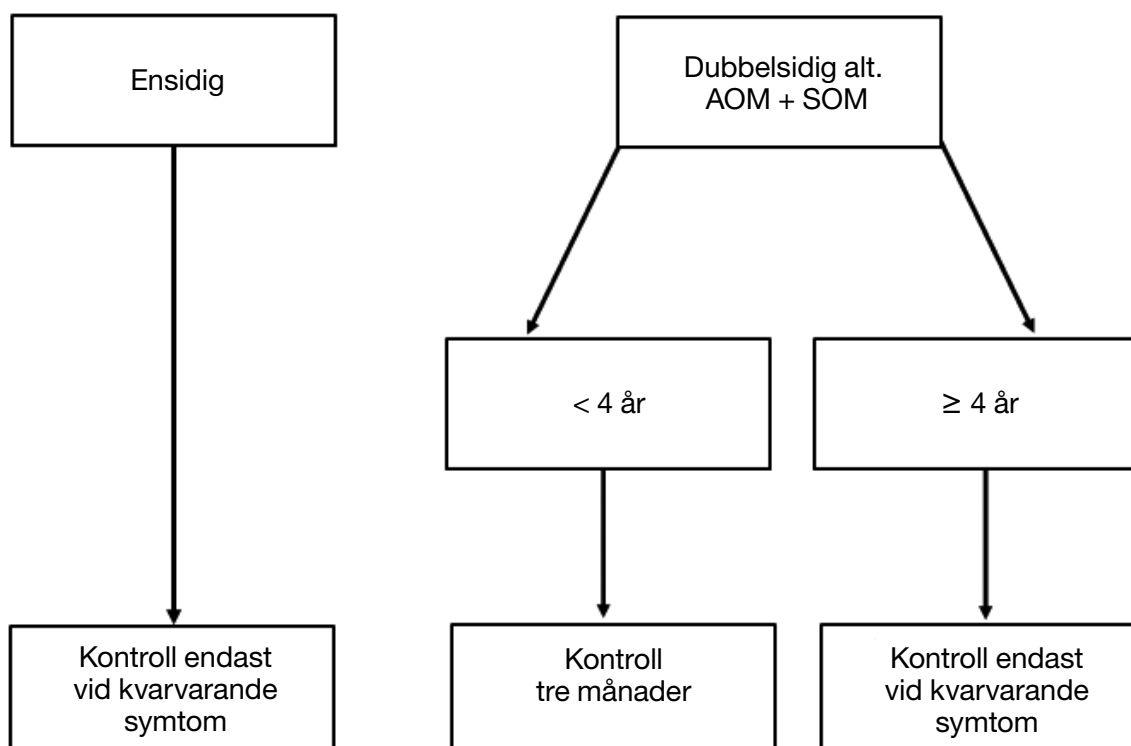 Ensidig
Dubbelsidig alt.
AOM + SOM
< 4 år
≥ 4 år
Kontroll endast
vid kvarvarande
symtom
Kontroll
tre månader
Kontroll endast
vid kvarvarande
symtom